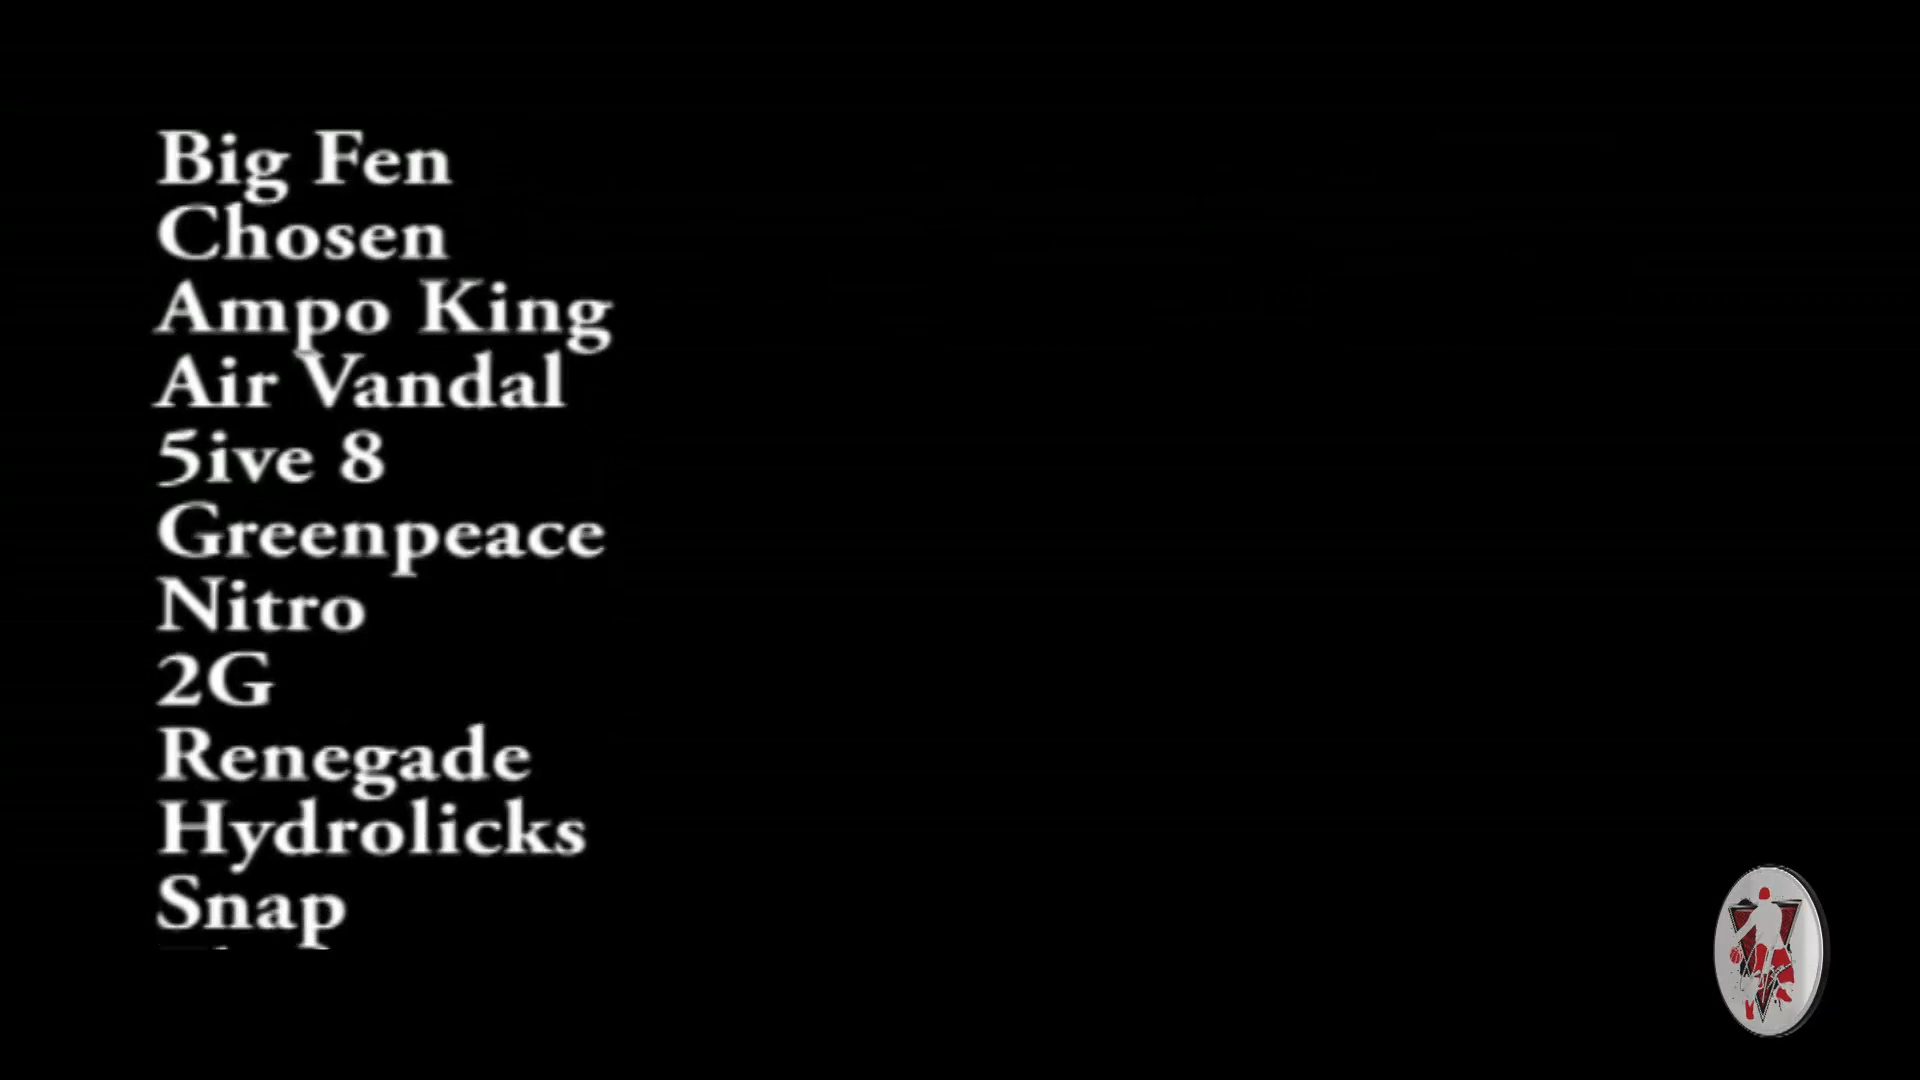 Big Fen
Chosen
Ampo King
Air Vandal
5ive 8
Greenpeace
Nitro
2G
Renegade
Hydrolicks
Snap